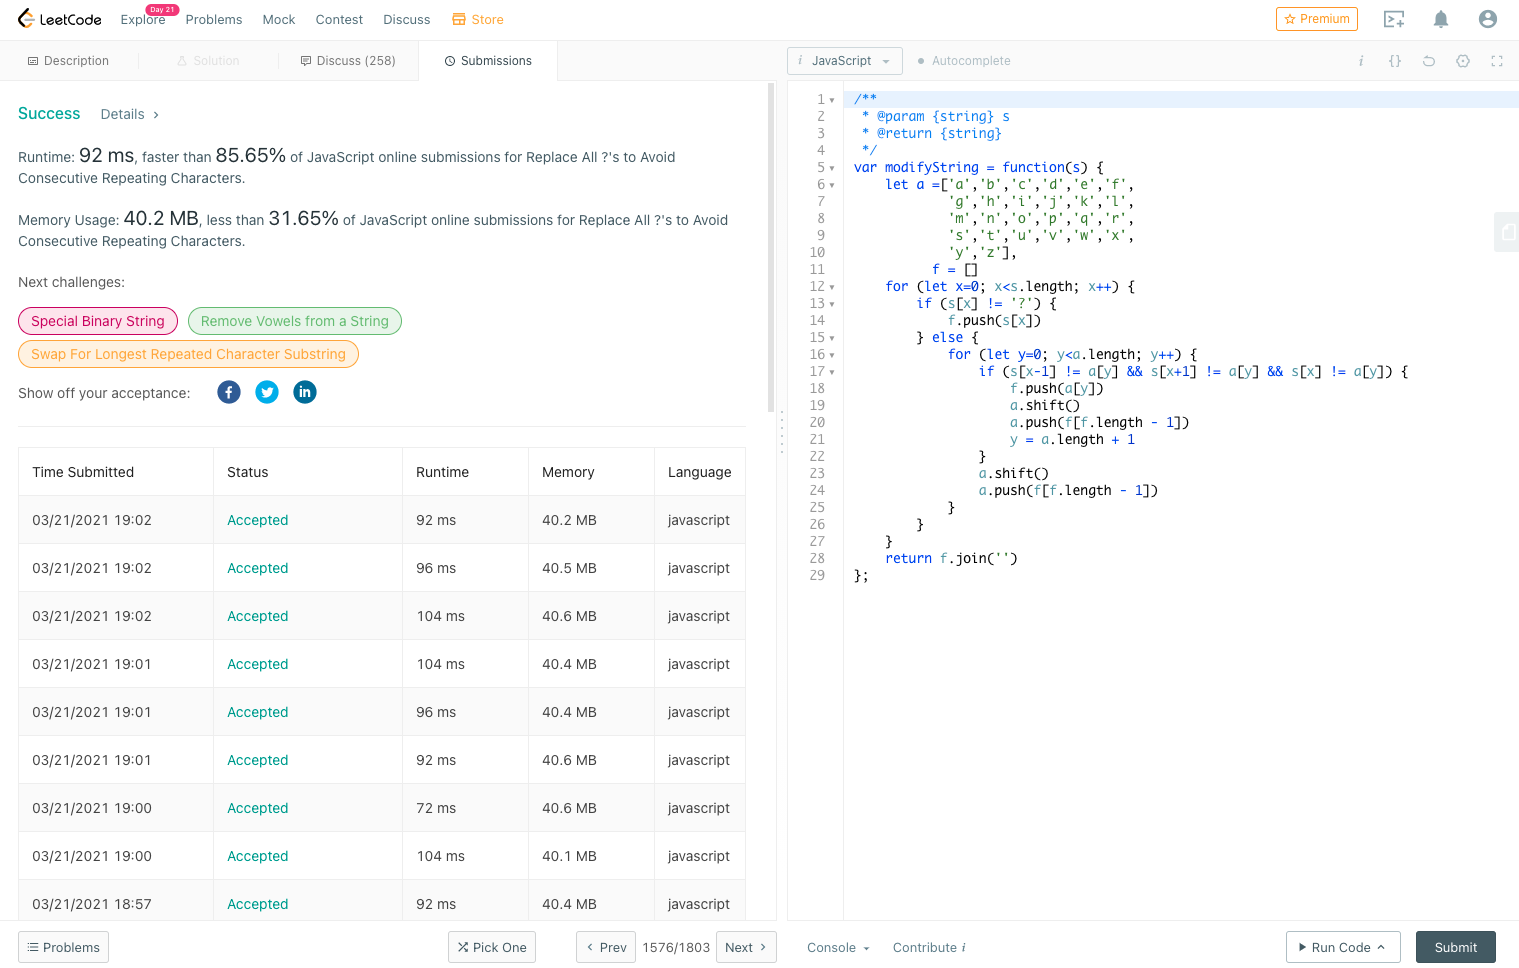 LeetCode
Explore
Day 21
Problems
Mock
Contest
Discuss
Store
Premium
Description
Solution
Discuss (258)
Submissions
Success
Details >
Runtime: 92 ms, faster than 85.65% of JavaScript online submissions for Replace All ?'s to Avoid
Consecutive Repeating Characters.
Memory Usage: 40.2 MB, less than 31.65% of JavaScript online submissions for Replace All ?'s to Avoid
Consecutive Repeating Characters.
Next challenges:
Special Binary String
Remove Vowels from a String
Swap For Longest Repeated Character Substring
Show off your acceptance:
Time Submitted Status Runtime Memory Language
03/21/2021 19:02 Accepted 92 ms 40.2 MB javascript
03/21/2021 19:02 Accepted 96 ms 40.5 MB javascript
03/21/2021 19:02 Accepted 104 ms 40.6 MB javascript
03/21/2021 19:01 Accepted 104 ms 40.4 MB javascript
03/21/2021 19:01 Accepted 96 ms 40.4 MB javascript
03/21/2021 19:01 Accepted 92 ms 40.6 MB javascript
03/21/2021 19:00 Accepted 72 ms 40.6 MB javascript
03/21/2021 19:00 Accepted 104 ms 40.1 MB javascript
03/21/2021 18:57 Accepted 92 ms 40.4 MB javascript
i JavaScript
Autocomplete
i {}
1 /**
2  * @param {string} s
3  * @return {string}
4  */
5 var modifyString = function(s) {
6     let a =['a','b','c','d','e','f',
7             'g','h','i','j','k','l',
8             'm','n','o','p','q','r',
9             's','t','u','v','w','x',
10             'y','z'],
11           f = []
12     for (let x=0; x<s.length; x++) {
13         if (s[x] != '?') {
14             f.push(s[x])
15         } else {
16             for (let y=0; y<a.length; y++) {
17                 if (s[x-1] != a[y] && s[x+1] != a[y] && s[x] != a[y]) {
18                     f.push(a[y])
19                     a.shift()
20                     a.push(f[f.length - 1])
21                     y = a.length + 1
22                 }
23                 a.shift()
24                 a.push(f[f.length - 1])
25             }
26         }
27     }
28     return f.join('')
29 };
Problems
Pick One
< Prev
1576/1803
Next >
Console
Contribute i
Run Code
Submit